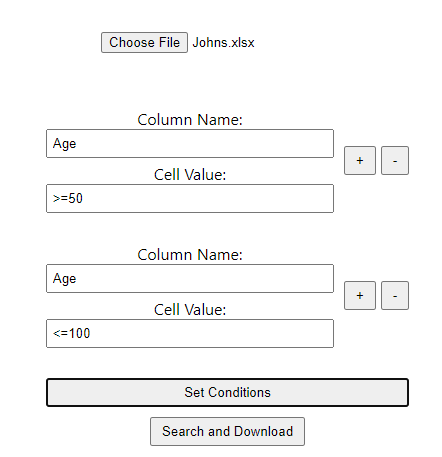 Choose File Johns.xlsx
Column Name:
Age
+ -
Cell Value:
>=50
Column Name:
Age
+ -
Cell Value:
<=100
Set Conditions
Search and Download